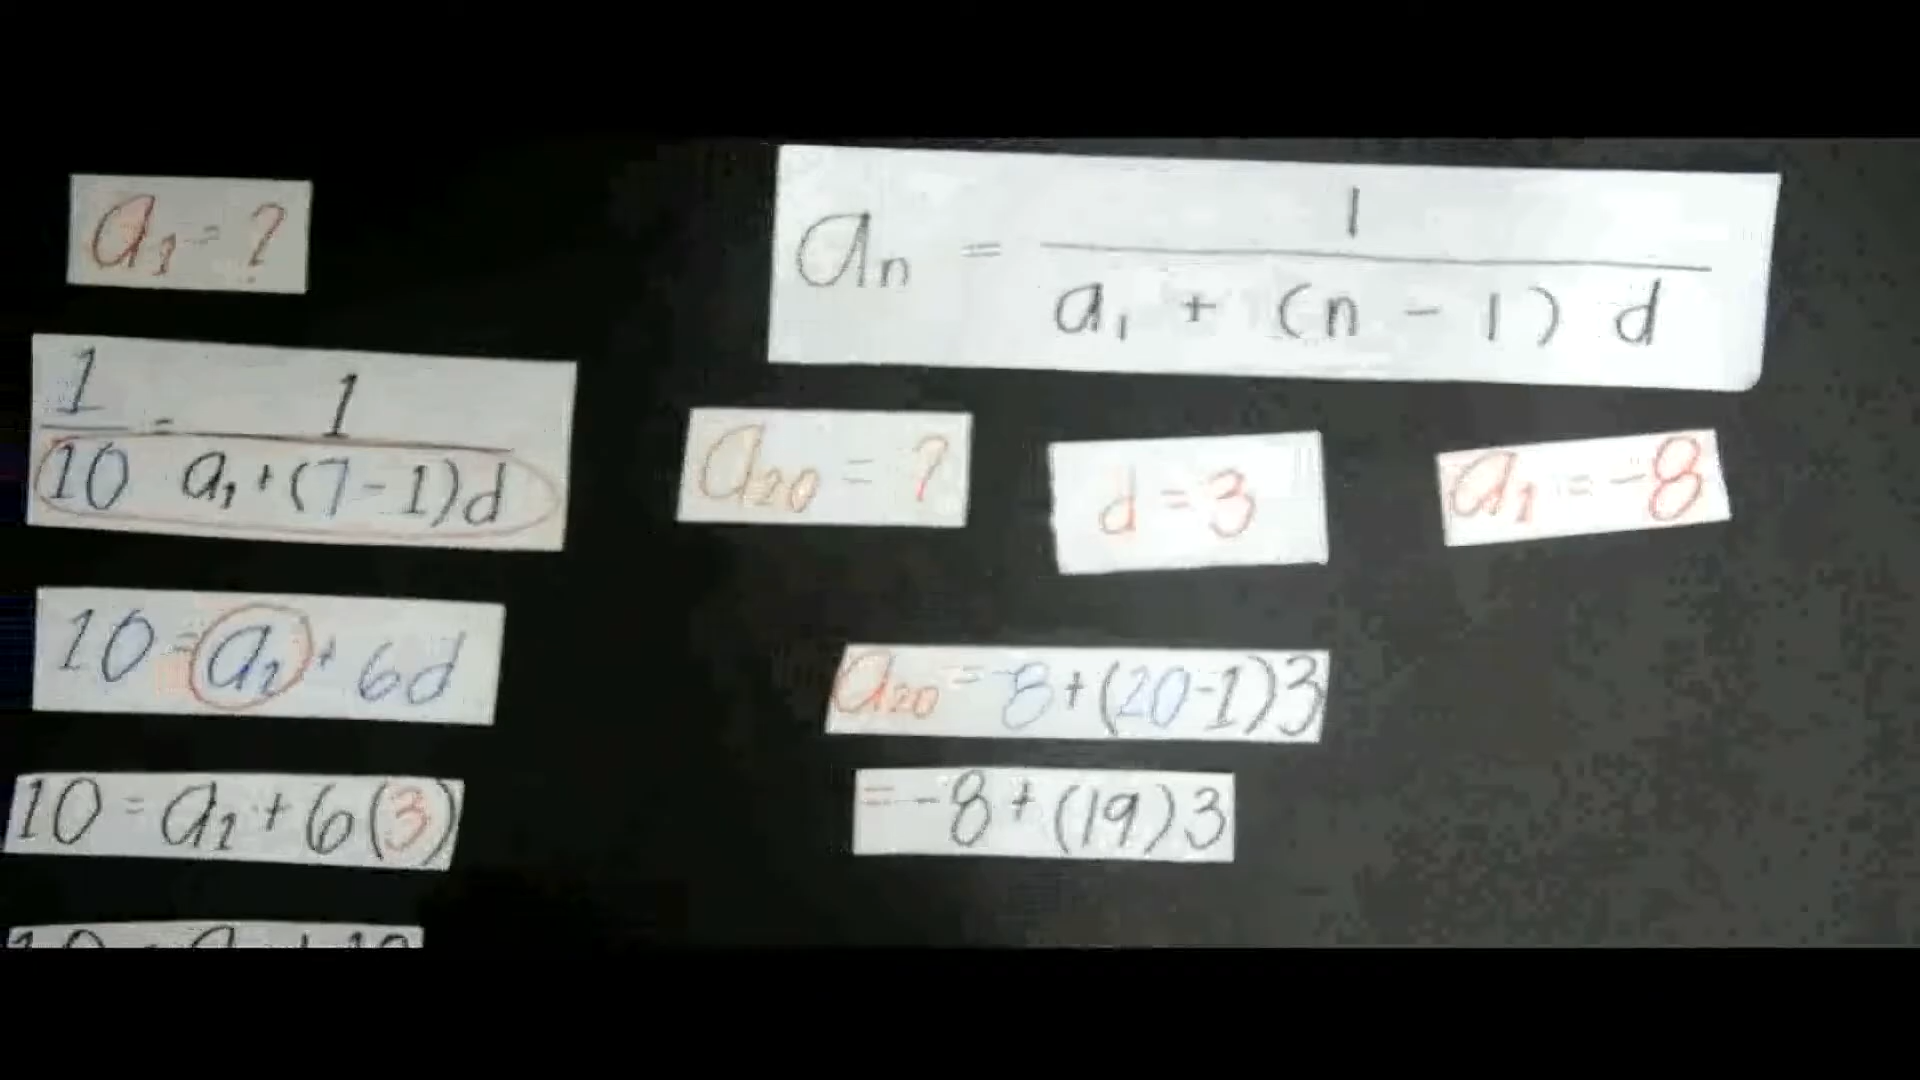 a₁ = ?
1/10 = 1/(a₁ + (7 - 1)d)
10 = a₁ + 6d
10 = a₁ + 6(3)
aₙ = 1/(a₁ + (n - 1) d)
a₂₀ = ?
d = 3
a₁ = -8
a₂₀ = -8 + (20 - 1)3
= -8 + (19)3